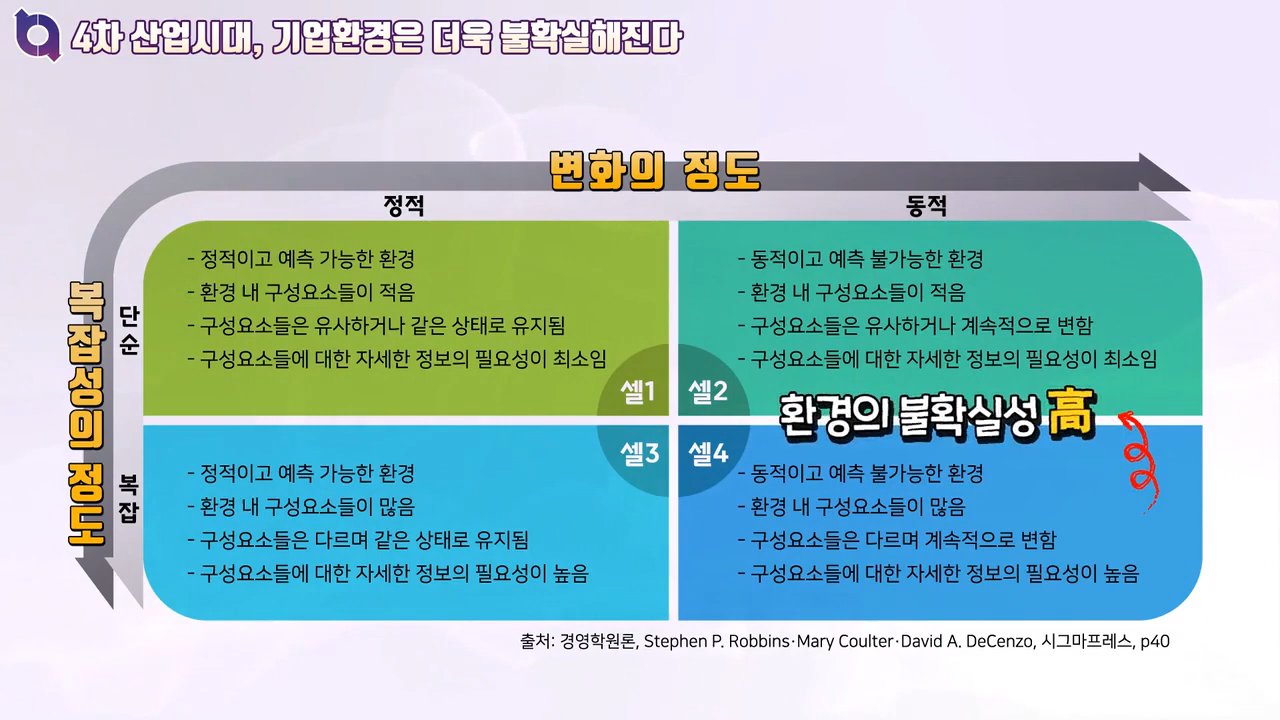 4차 산업시대, 기업환경은 더욱 불확실해진다
변화의 정도
정적
동적
복잡성의 정도
단순
복잡
- 정적이고 예측 가능한 환경
- 환경 내 구성요소들이 적음
- 구성요소들은 유사하거나 같은 상태로 유지됨
- 구성요소들에 대한 자세한 정보의 필요성이 최소임
셀1
- 동적이고 예측 불가능한 환경
- 환경 내 구성요소들이 적음
- 구성요소들은 유사하거나 계속적으로 변함
- 구성요소들에 대한 자세한 정보의 필요성이 최소임
셀2
환경의 불확실성 高
셀3
- 정적이고 예측 가능한 환경
- 환경 내 구성요소들이 많음
- 구성요소들은 다르며 같은 상태로 유지됨
- 구성요소들에 대한 자세한 정보의 필요성이 높음
셀4
- 동적이고 예측 불가능한 환경
- 환경 내 구성요소들이 많음
- 구성요소들은 다르며 계속적으로 변함
- 구성요소들에 대한 자세한 정보의 필요성이 높음
출처: 경영학원론, Stephen P. Robbins·Mary Coulter·David A. DeCenzo, 시그마프레스, p40